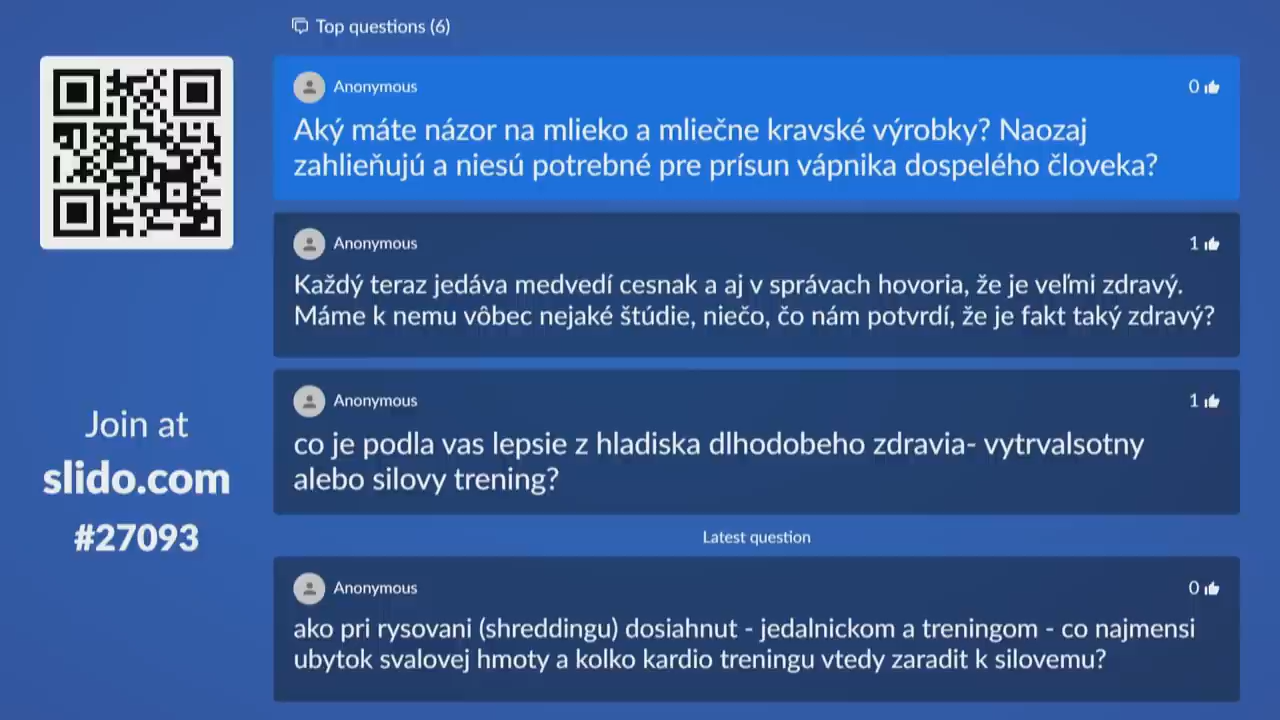 Top questions (6)
Anonymous
0
Aký máte názor na mlieko a mliečne kravské výrobky? Naozaj
zahlieňujú a niesú potrebné pre prísun vápnika dospelého človeka?
Anonymous
1
Každý teraz jedáva medvedí cesnak a aj v správach hovoria, že je veľmi zdravý.
Máme k nemu vôbec nejaké štúdie, niečo, čo nám potvrdí, že je fakt taký zdravý?
Anonymous
1
co je podla vas lepsie z hladiska dlhodobeho zdravia- vytrvalsotny
alebo silovy trening?
Latest question
Anonymous
0
ako pri rysovani (shreddingu) dosiahnut - jedalnickom a treningom - co najmensi
ubytok svalovej hmoty a kolko kardio treningu vtedy zaradit k silovemu?
Join at
slido.com
#27093